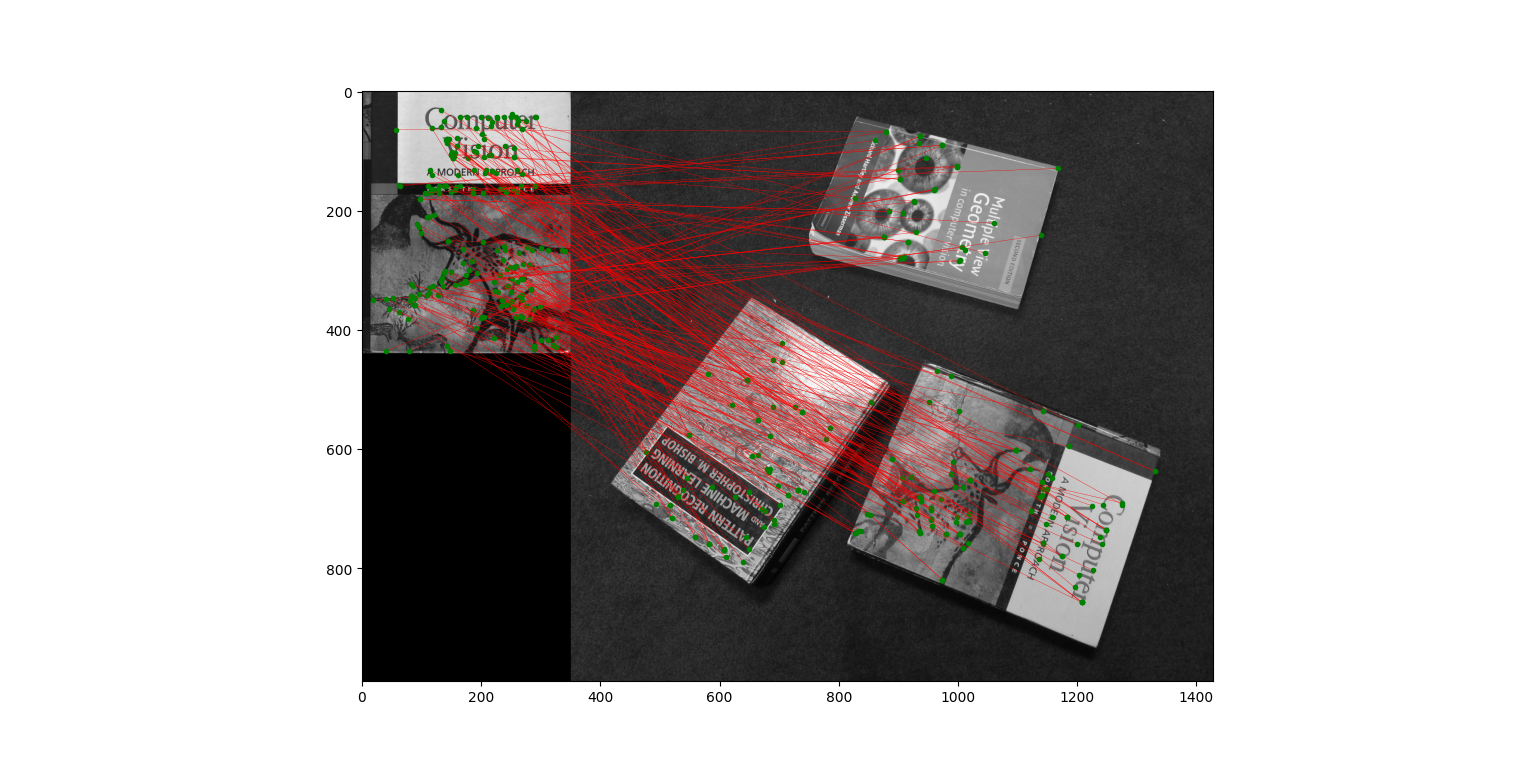 0
200
400
600
800
0
200
400
600
800
1000
1200
1400
Computer
Vision
A MODERN APPROACH
Multiple View
Geometry
in computer vision
SECOND EDITION
PATTERN RECOGNITION
AND MACHINE LEARNING
CHRISTOPHER M. BISHOP
Computer
Vision
A MODERN APPROACH
FORSYTH PONCE